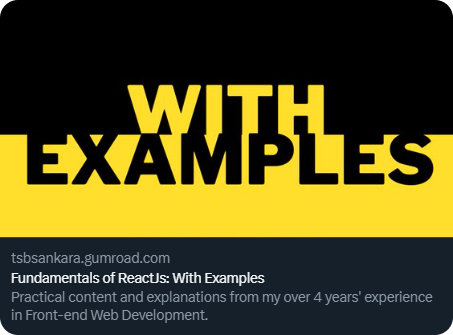 WITH
EXAMPLES
tsbsankara.gumroad.com
Fundamentals of ReactJs: With Examples
Practical content and explanations from my over 4 years' experience
in Front-end Web Development.